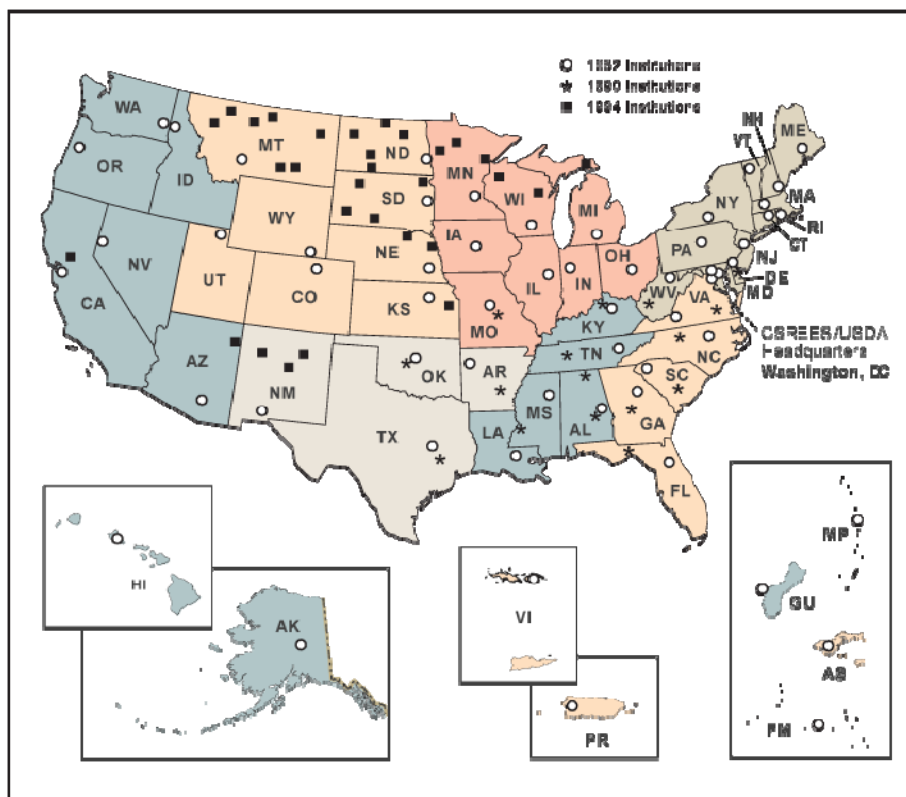 1862 Institutions
1890 Institutions
1994 Institutions
WA
MT
ND
MN
NH
VT
ME
OR
ID
SD
WI
MI
NY
MA
WY
RI
CT
NE
IA
PA
NJ
NV
UT
CO
IL
IN
OH
DE
MD
WV
VA
CA
KS
MO
KY
CSREES/USDA
Headquarters
Washington, DC
AZ
NM
OK
AR
TN
NC
SC
TX
LA
MS
AL
GA
FL
MP
HI
VI
GU
AK
AS
PR
FM